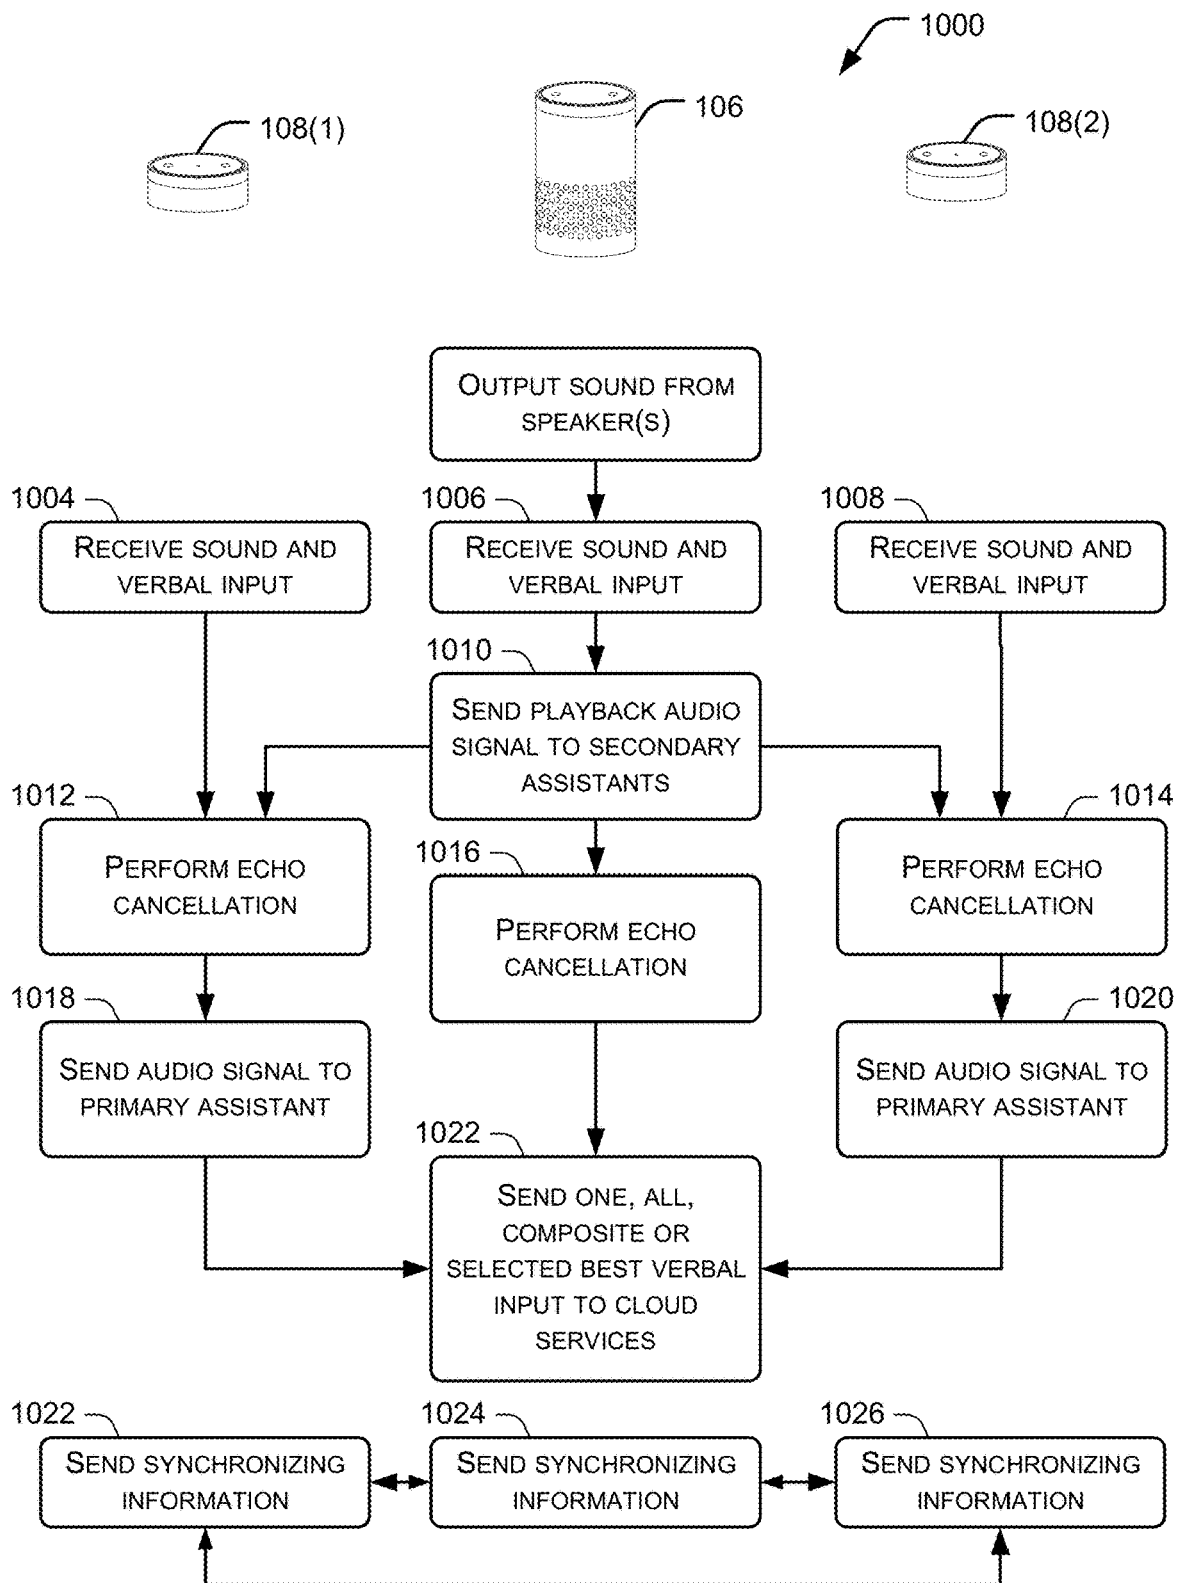 1000
108(1)
106
108(2)
OUTPUT SOUND FROM
SPEAKER(S)
1004
RECEIVE SOUND AND
VERBAL INPUT
1006
RECEIVE SOUND AND
VERBAL INPUT
1008
RECEIVE SOUND AND
VERBAL INPUT
1010
SEND PLAYBACK AUDIO
SIGNAL TO SECONDARY
ASSISTANTS
1012
PERFORM ECHO
CANCELLATION
1016
PERFORM ECHO
CANCELLATION
1014
PERFORM ECHO
CANCELLATION
1018
SEND AUDIO SIGNAL TO
PRIMARY ASSISTANT
1020
SEND AUDIO SIGNAL TO
PRIMARY ASSISTANT
1022
SEND ONE, ALL,
COMPOSITE OR
SELECTED BEST VERBAL
INPUT TO CLOUD
SERVICES
1022
SEND SYNCHRONIZING
INFORMATION
1024
SEND SYNCHRONIZING
INFORMATION
1026
SEND SYNCHRONIZING
INFORMATION